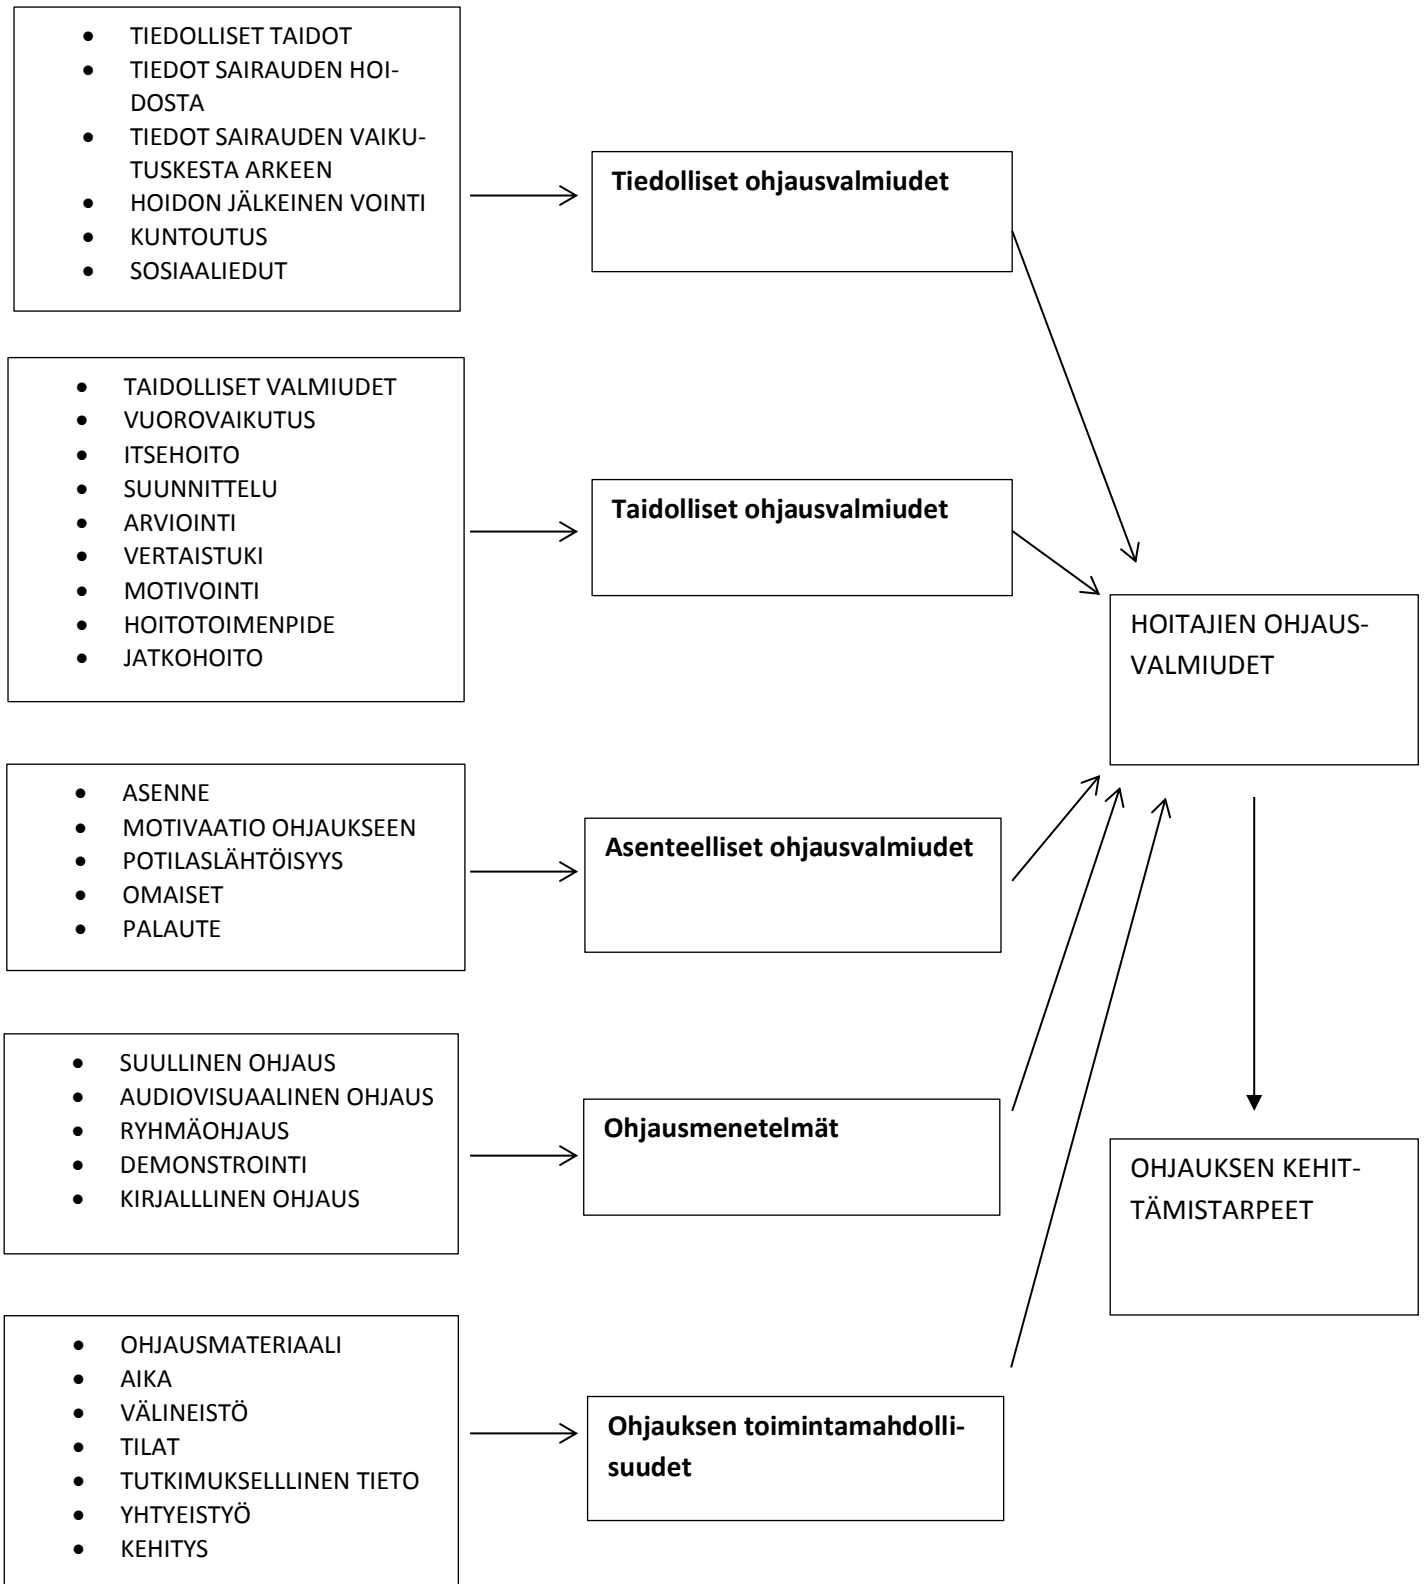 • TIEDOLLISET TAIDOT
• TIEDOT SAIRAUDEN HOI-
DOSTA
• TIEDOT SAIRAUDEN VAIKU-
TUSKESTA ARKEEN
• HOIDON JÄLKEINEN VOINTI
• KUNTOUTUS
• SOSIAALIEDUT
Tiedolliset ohjausvalmiudet
• TAIDOLLISET VALMIUDET
• VUOROVAIKUTUS
• ITSEHOITO
• SUUNNITTELU
• ARVIOINTI
• VERTAISTUKI
• MOTIVOINTI
• HOITOTOIMENPIDE
• JATKOHOITO
Taidolliset ohjausvalmiudet
HOITAJIEN OHJAUS-
VALMIUDET
• ASENNE
• MOTIVAATIO OHJAUKSEEN
• POTILASLÄHTÖISYYS
• OMAISET
• PALAUTE
Asenteelliset ohjausvalmiudet
• SUULLINEN OHJAUS
• AUDIOVISUAALINEN OHJAUS
• RYHMÄOHJAUS
• DEMONSTROINTI
• KIRJALLLINEN OHJAUS
Ohjausmenetelmät
OHJAUKSEN KEHIT-
TÄMISTARPEET
• OHJAUSMATERIAALI
• AIKA
• VÄLINEISTÖ
• TILAT
• TUTKIMUKSELLLINEN TIETO
• YHTYEISTYÖ
• KEHITYS
Ohjauksen toimintamahdolli-
suudet